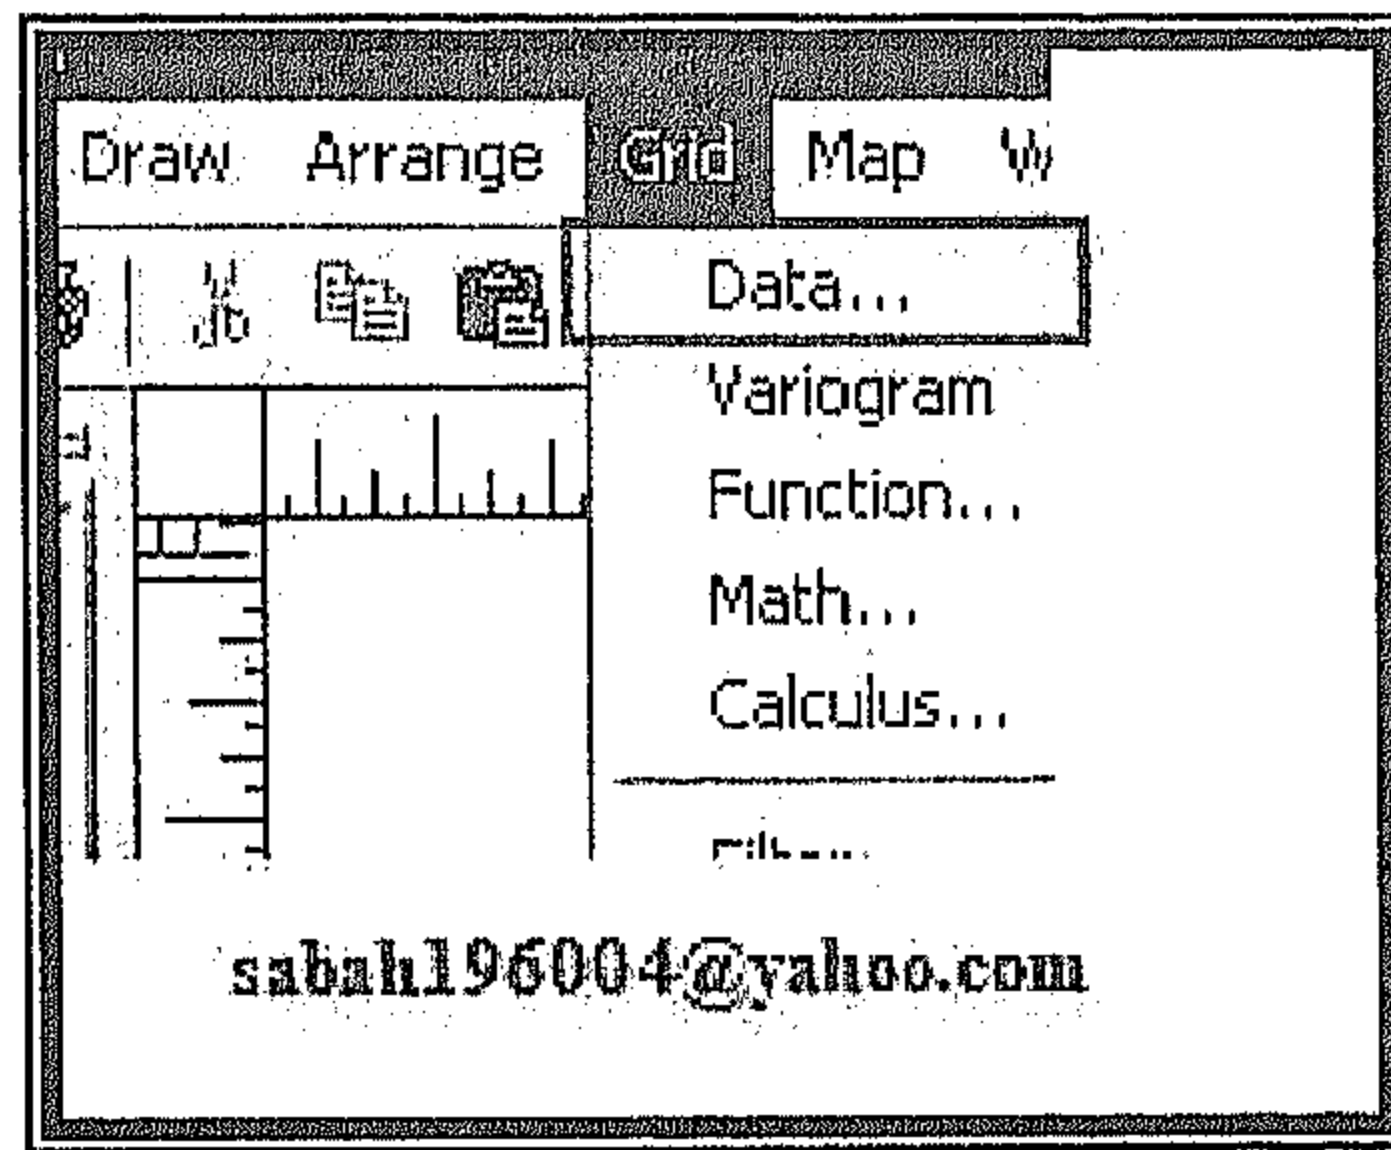 Draw Arrange Grid Map
Data...
Variogram
Function...
Math...
Calculus...
sabah196004@yahoo.com